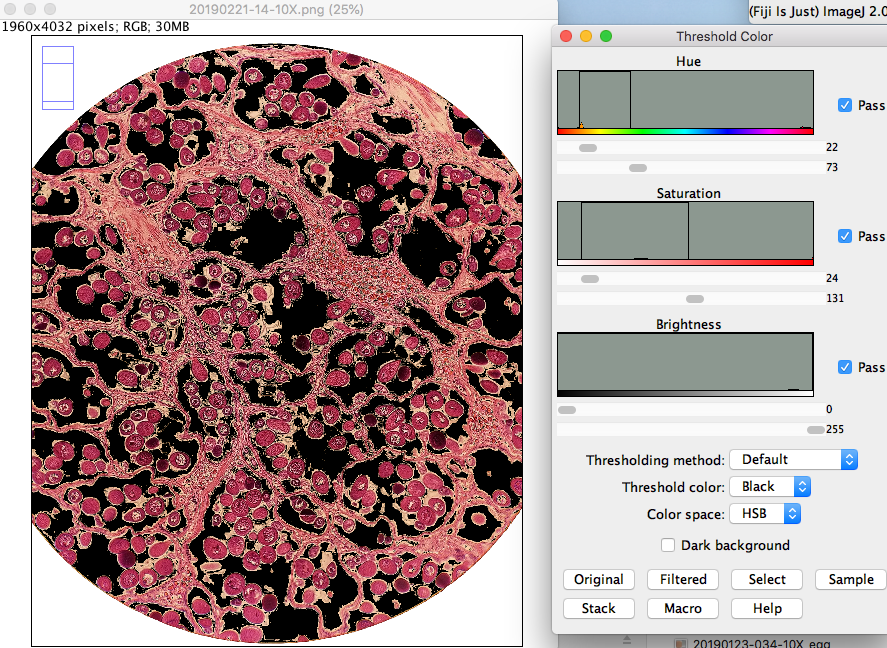 20190221-14-10X.png (25%)
(Fiji Is Just) ImageJ 2.0
1960x4032 pixels; RGB; 30MB
Threshold Color
Hue
Pass
22
73
Saturation
Pass
24
131
Brightness
Pass
0
255
Thresholding method: Default
Threshold color: Black
Color space: HSB
Dark background
Original Filtered Select Sample
Stack Macro Help
20190123-034-10X egg